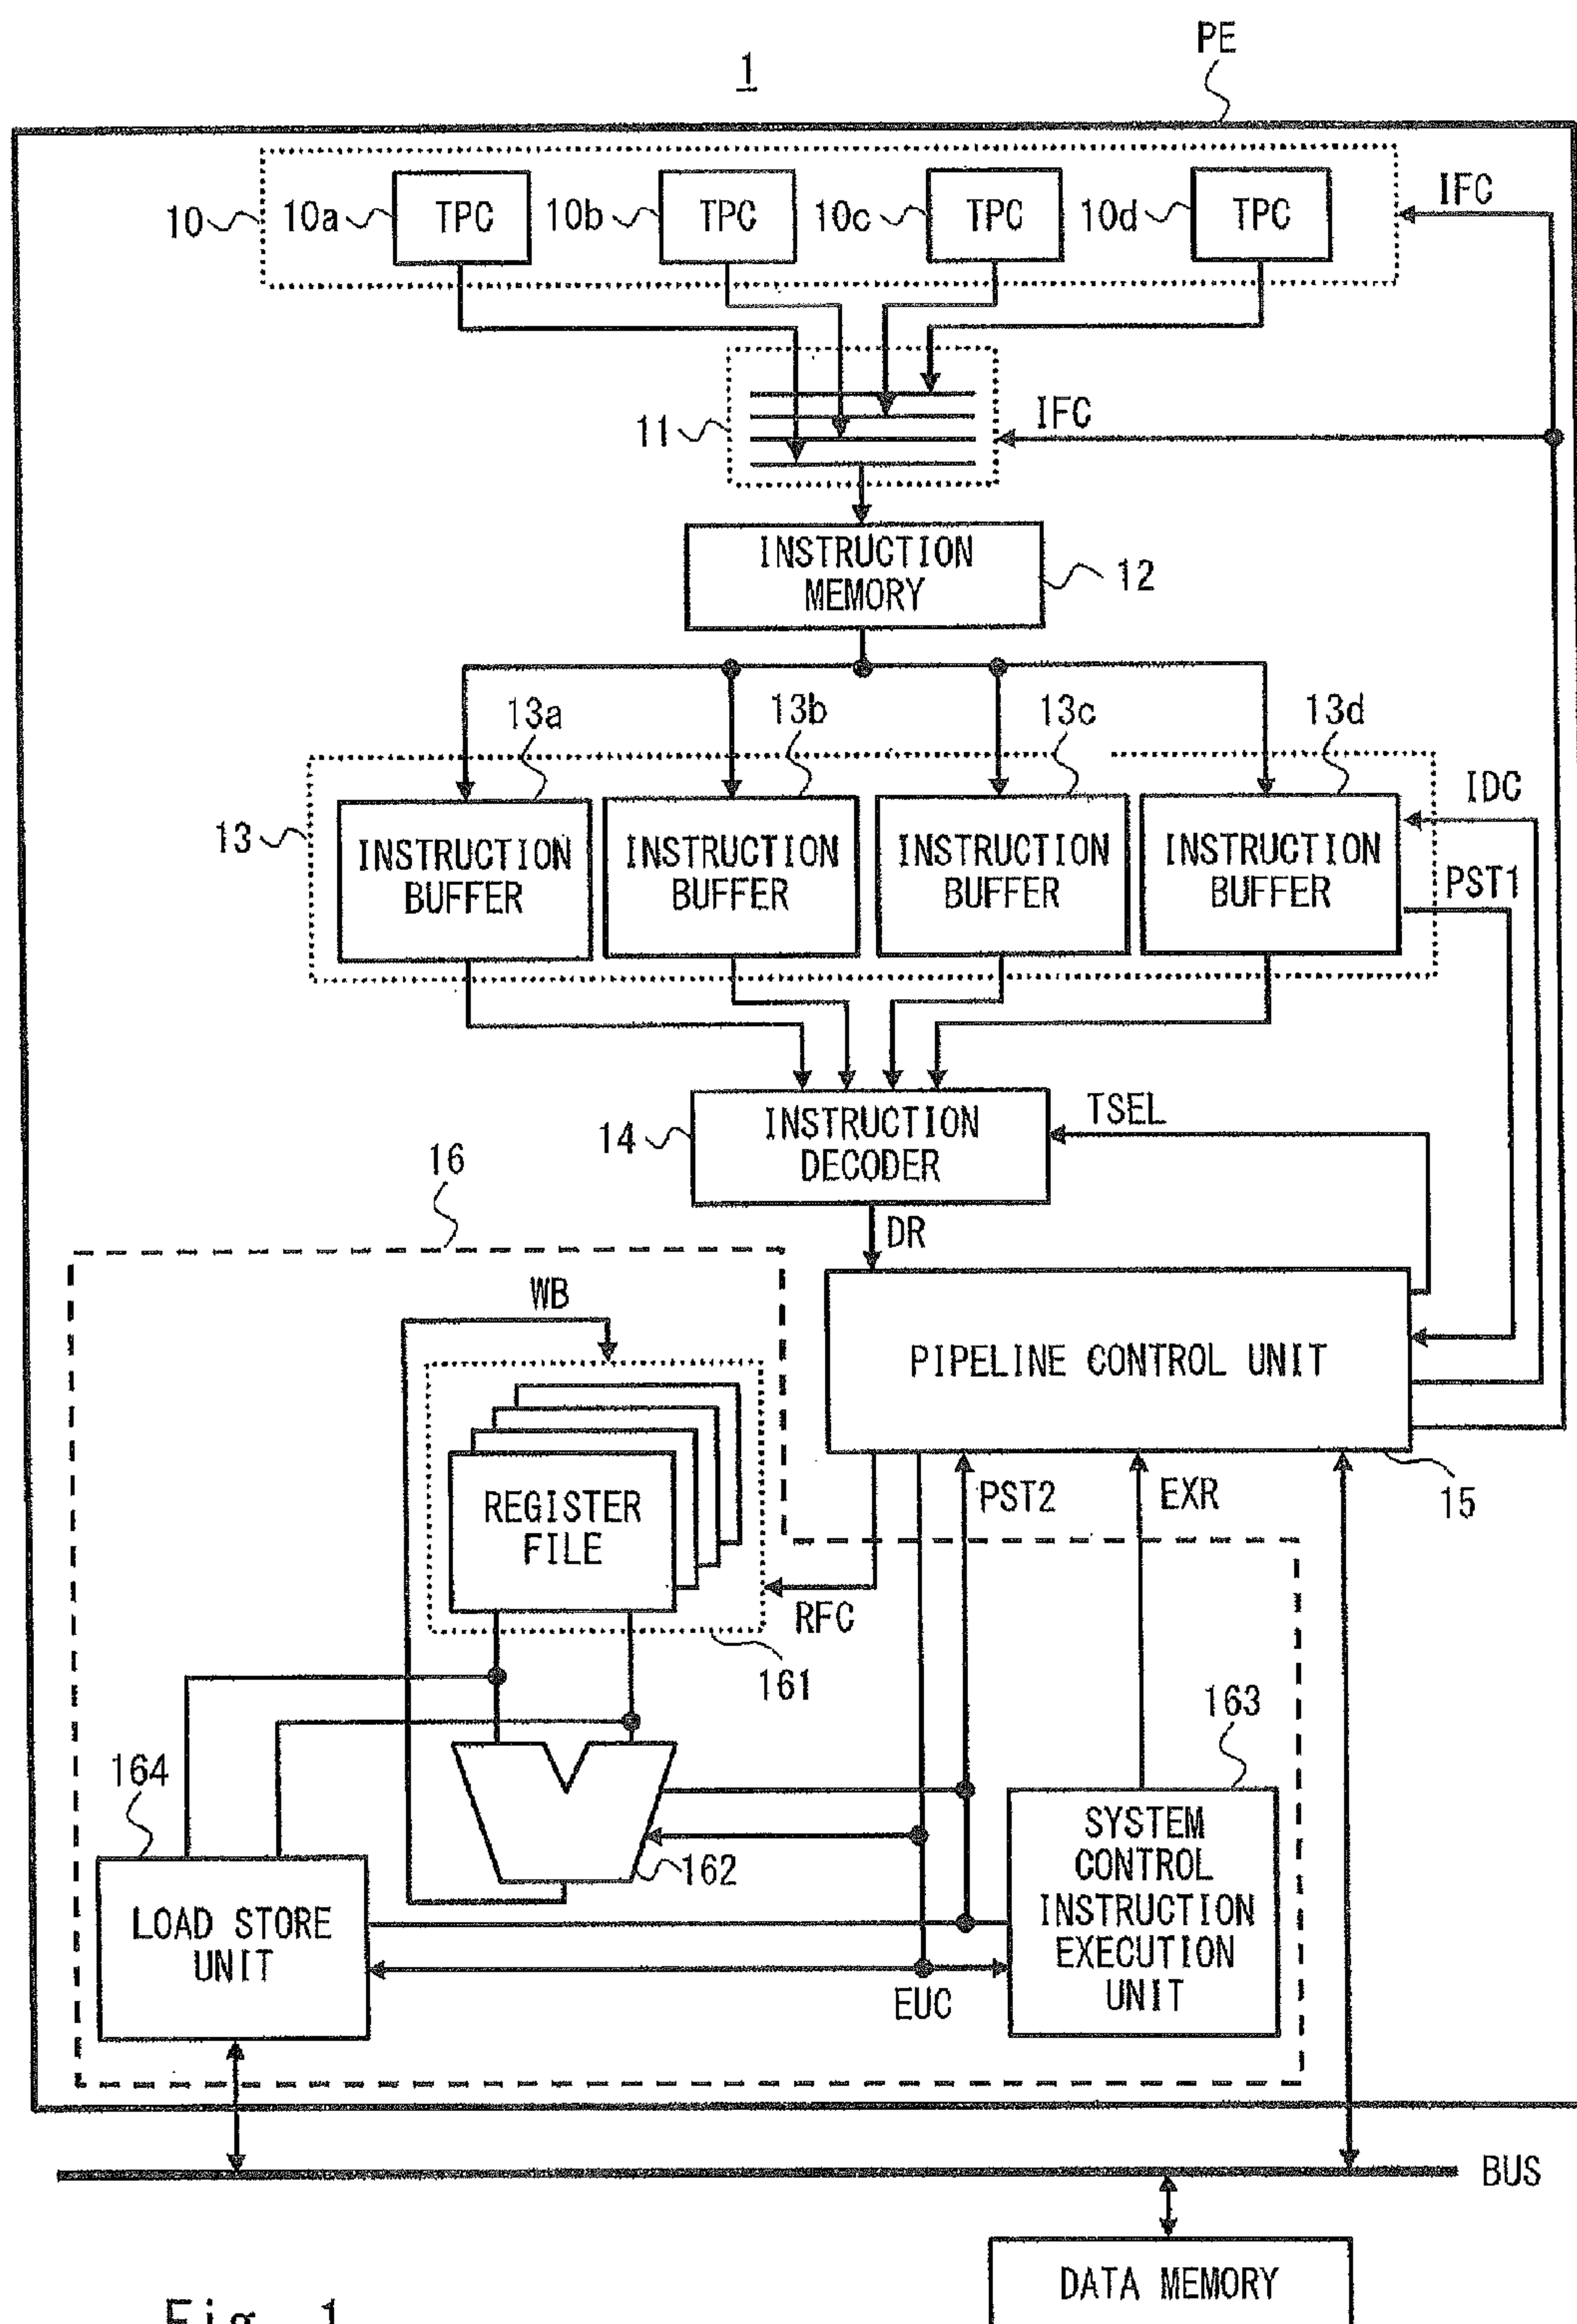 1
PE
10
10a
TPC
10b
TPC
10c
TPC
10d
TPC
IFC
11
IFC
INSTRUCTION
MEMORY
12
13a
13b
13c
13d
13
INSTRUCTION
BUFFER
INSTRUCTION
BUFFER
INSTRUCTION
BUFFER
INSTRUCTION
BUFFER
IDC
PST1
14
INSTRUCTION
DECODER
TSEL
16
DR
WB
PIPELINE CONTROL UNIT
15
REGISTER
FILE
RFC
PST2
EXR
161
163
164
162
SYSTEM
CONTROL
INSTRUCTION
EXECUTION
UNIT
LOAD STORE
UNIT
EUC
BUS
DATA MEMORY
Fig. 1